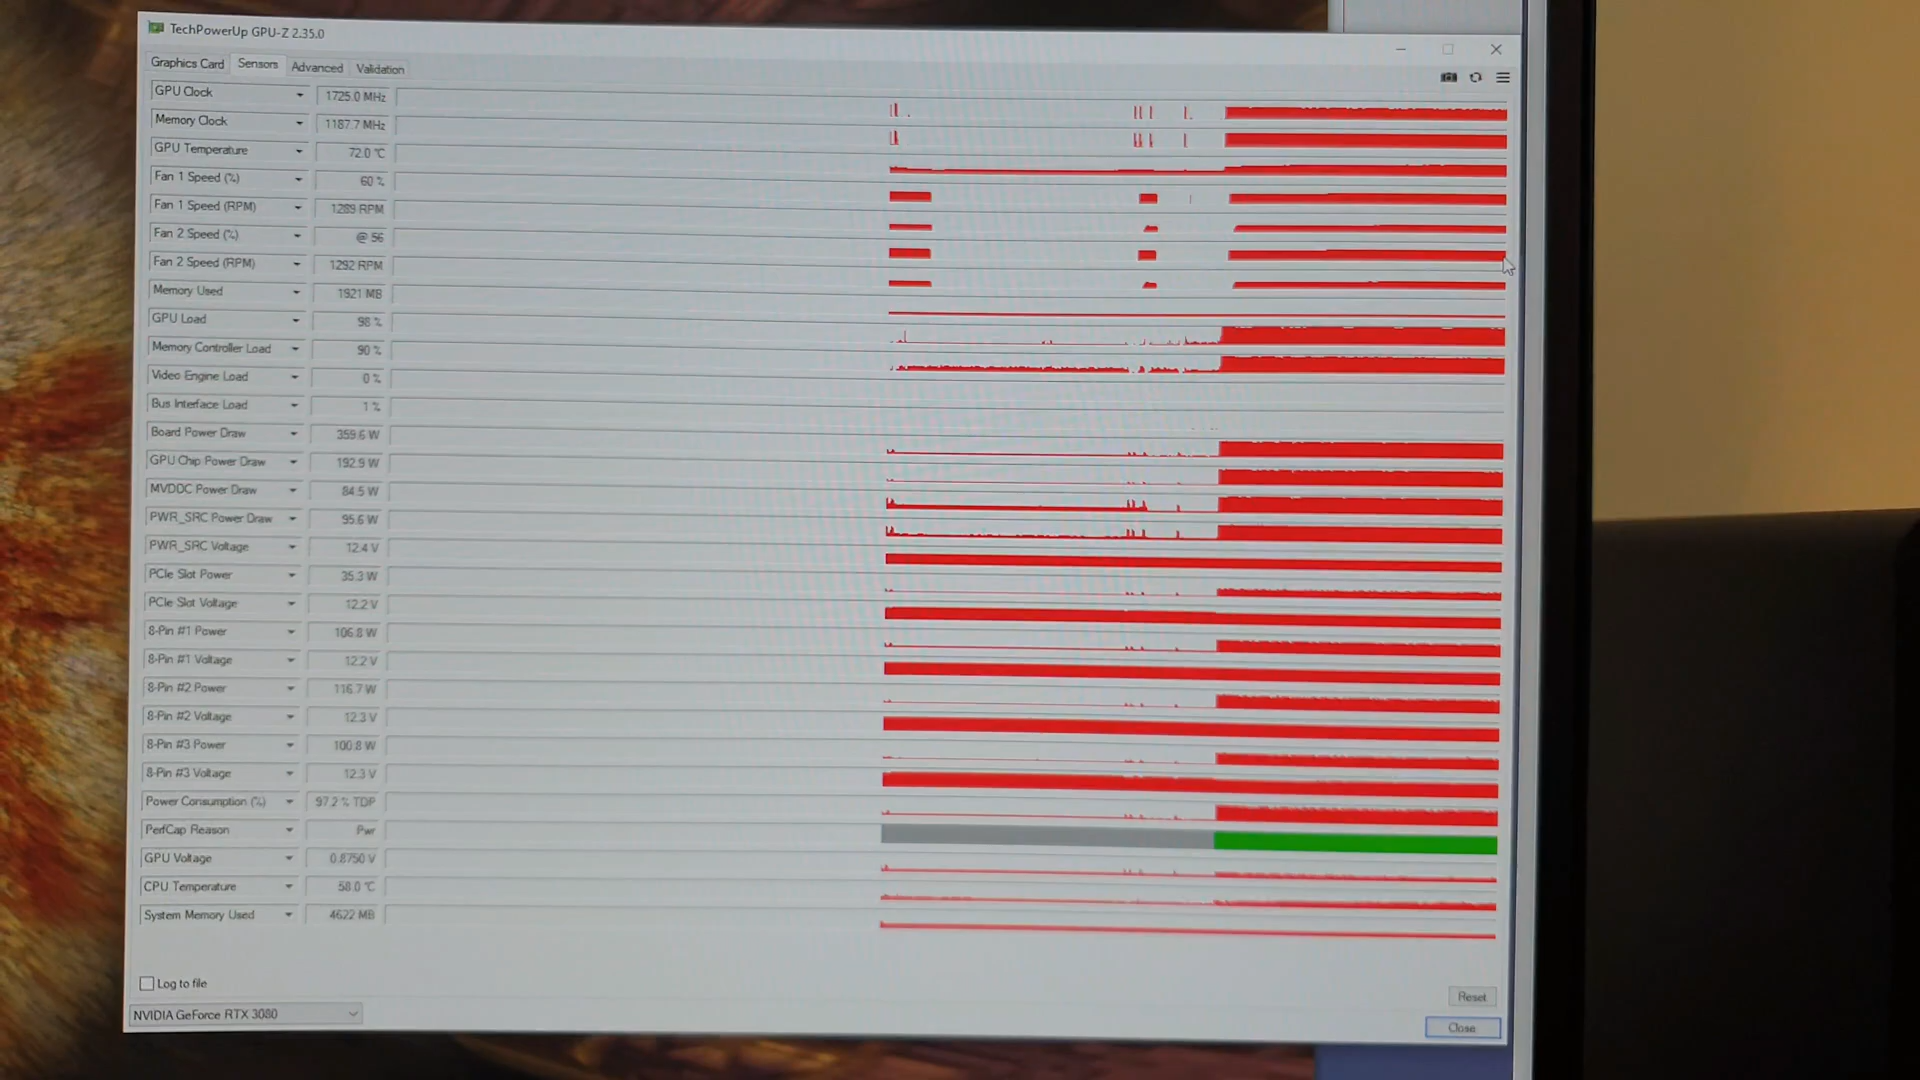 TechPowerUp GPU-Z 2.35.0
Graphics Card Sensors Advanced Validation
GPU Clock 1725.0 MHz
Memory Clock 1187.7 MHz
GPU Temperature 72.0 °C
Fan 1 Speed (%) 60 %
Fan 1 Speed (RPM) 1289 RPM
Fan 2 Speed (%) @ 56
Fan 2 Speed (RPM) 1292 RPM
Memory Used 1921 MB
GPU Load 98 %
Memory Controller Load 90 %
Video Engine Load 0 %
Bus Interface Load 1 %
Board Power Draw 359.6 W
GPU Chip Power Draw 192.9 W
MVDDC Power Draw 84.5 W
PWR_SRC Power Draw 95.6 W
PWR_SRC Voltage 12.4 V
PCIe Slot Power 35.3 W
PCIe Slot Voltage 12.2 V
8-Pin #1 Power 106.8 W
8-Pin #1 Voltage 12.2 V
8-Pin #2 Power 116.7 W
8-Pin #2 Voltage 12.3 V
8-Pin #3 Power 100.8 W
8-Pin #3 Voltage 12.3 V
Power Consumption (%) 97.2 % TDP
PerfCap Reason Pwr
GPU Voltage 0.8750 V
CPU Temperature 58.0 °C
System Memory Used 4622 MB
Log to file
Reset
NVIDIA GeForce RTX 3080
Close